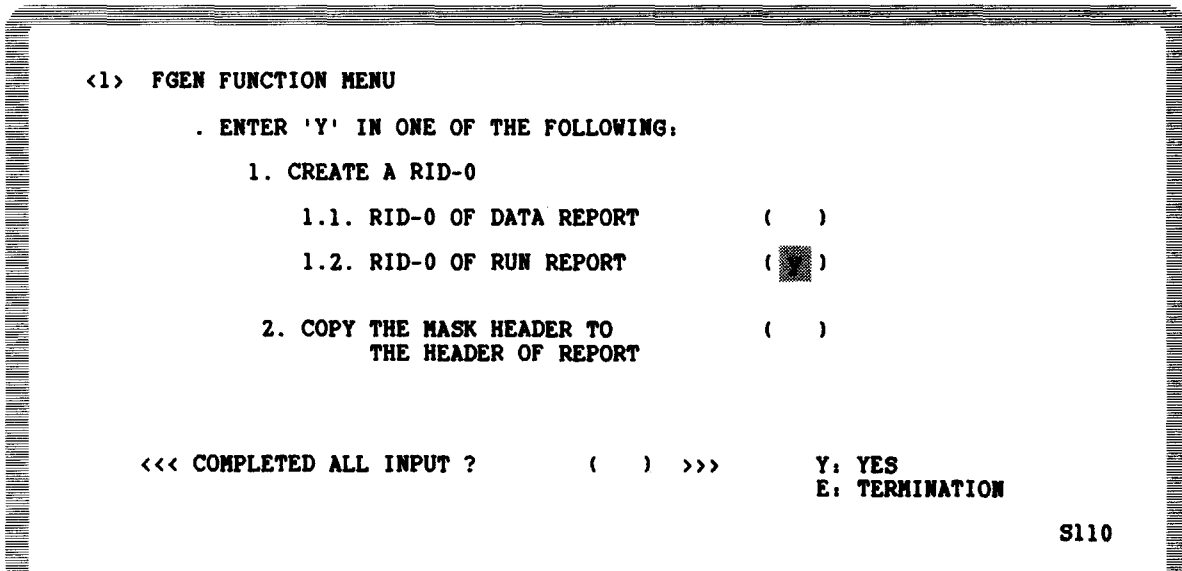 <1> FGEN FUNCTION MENU
. ENTER 'Y' IN ONE OF THE FOLLOWING:
1. CREATE A RID-0
1.1. RID-0 OF DATA REPORT ( )
1.2. RID-0 OF RUN REPORT ( y )
2. COPY THE MASK HEADER TO ( )
THE HEADER OF REPORT
<<< COMPLETED ALL INPUT ? ( ) >>> Y: YES
E: TERMINATION
S110